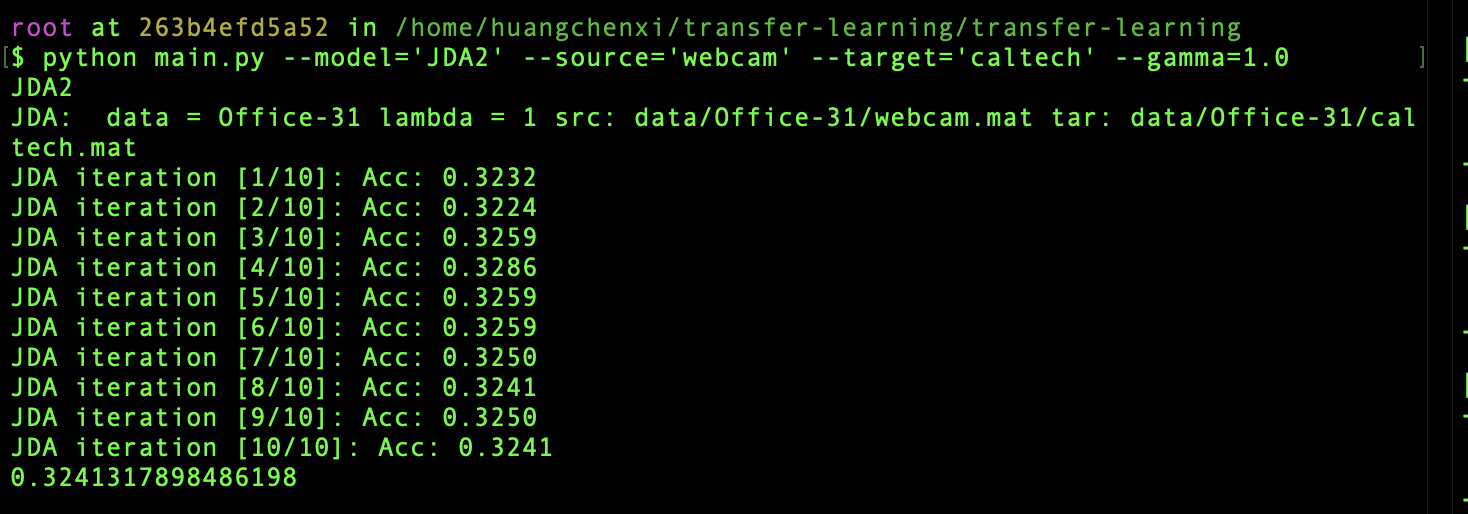 root at 263b4efd5a52 in /home/huangchenxi/transfer-learning/transfer-learning
[$ python main.py --model='JDA2' --source='webcam' --target='caltech' --gamma=1.0 ]
JDA2
JDA:  data = Office-31 lambda = 1 src: data/Office-31/webcam.mat tar: data/Office-31/cal
tech.mat
JDA iteration [1/10]: Acc: 0.3232
JDA iteration [2/10]: Acc: 0.3224
JDA iteration [3/10]: Acc: 0.3259
JDA iteration [4/10]: Acc: 0.3286
JDA iteration [5/10]: Acc: 0.3259
JDA iteration [6/10]: Acc: 0.3259
JDA iteration [7/10]: Acc: 0.3250
JDA iteration [8/10]: Acc: 0.3241
JDA iteration [9/10]: Acc: 0.3250
JDA iteration [10/10]: Acc: 0.3241
0.3241317898486198